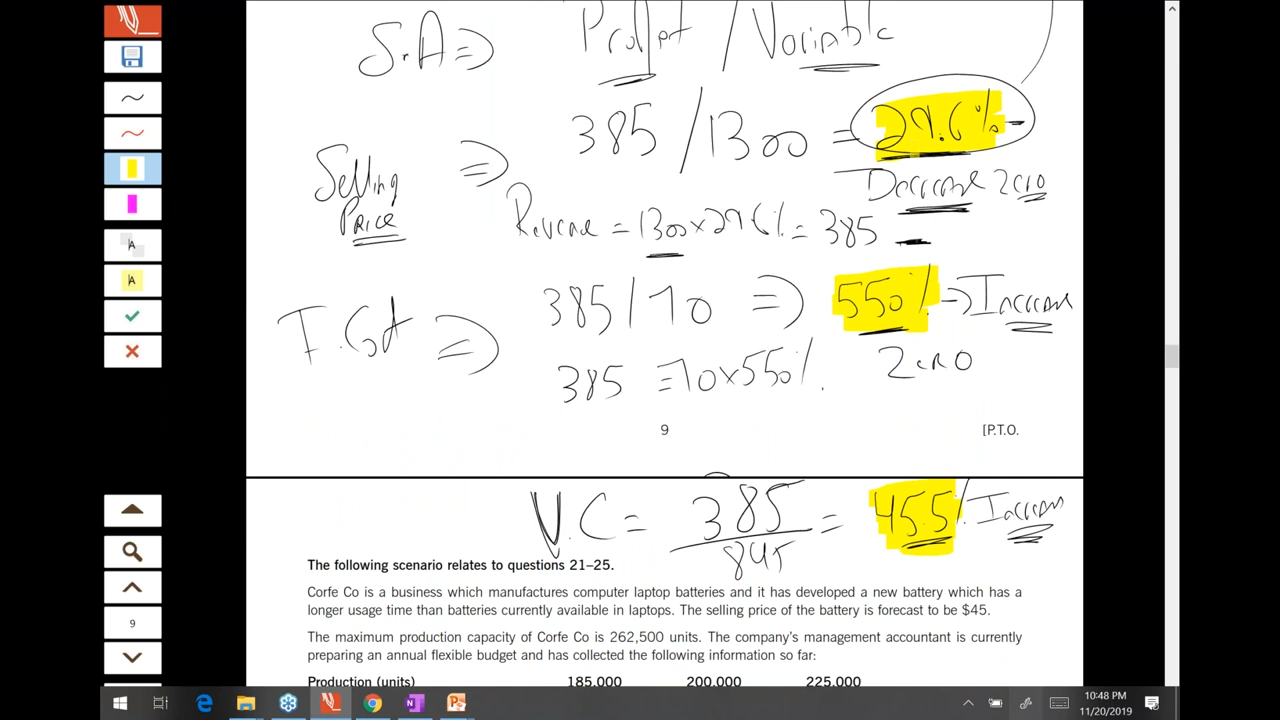 S.A ⇒ Proffet / Variable
385 / 1300 = 29.6%
Selling Price ⇒
Decrease Zero
Revenue = 1300 x 29.6% = 385
F. Cost ⇒ 385 / 70 ⇒ 550% ⇒ Increase
385 = 70 x 550%. Zero
9 [P.T.O.
V.C = 385 / 845 = 45.5% Increase
The following scenario relates to questions 21–25.
Corfe Co is a business which manufactures computer laptop batteries and it has developed a new battery which has a
longer usage time than batteries currently available in laptops. The selling price of the battery is forecast to be $45.
The maximum production capacity of Corfe Co is 262,500 units. The company's management accountant is currently
preparing an annual flexible budget and has collected the following information so far:
Production (units) 185,000 200,000 225,000
A
A
9
10:48 PM
11/20/2019